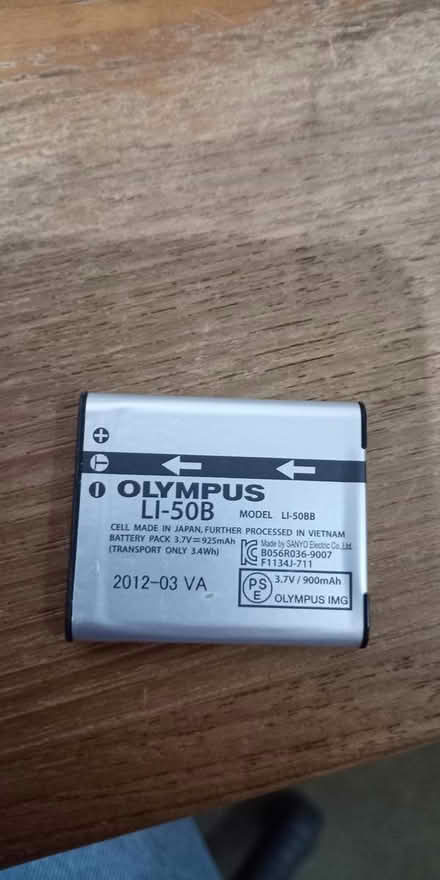 +
T
−
OLYMPUS
LI-50B MODEL LI-50BB
CELL MADE IN JAPAN, FURTHER PROCESSED IN VIETNAM
BATTERY PACK 3.7V⎓925mAh
(TRANSPORT ONLY 3.4Wh)
Made by SANYO Electric Co.,Ltd.
B056R036-9007
F1134J-711
2012-03 VA
PS
E
3.7V / 900mAh
OLYMPUS IMG